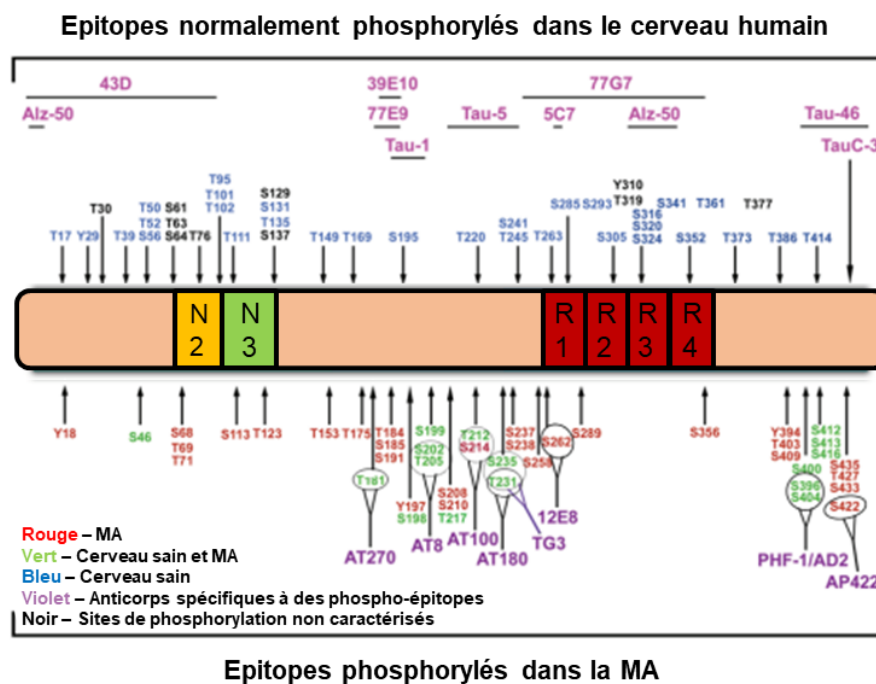 Epitopes normalement phosphorylés dans le cerveau humain
43D 39E10 77G7
Alz-50 77E9 Tau-5 5C7 Alz-50 Tau-46
Tau-1 TauC-3
T95 S129 Y310
T30 T50 S61 T101 S131 S241 S285 S293 T319 S341 T361 T377
T52 T63 T102 T135 S316
T17 Y29 T39 S56 S64 T76 T111 S137 T149 T169 S195 T220 T245 T263 S305 S320 S352 T373 T386 T414
S324
N N R R R R
2 3 1 2 3 4
Y18 S46 S68 S113 T123 T153 T175 T184 S199 T212 S237 S262 S289 S356 Y394 S412
T69 S185 S202 S214 S238 T403 S413
T71 S191 T205 S235 S258 S409 S416
T181 T231 S400 S435
Y197 S208 S396 T427
S198 S210 S404 S433
T217 12E8 S422
Rouge – MA
AT270 AT8 AT100 TG3
Vert – Cerveau sain et MA AT180 PHF-1/AD2
Bleu – Cerveau sain AP422
Violet – Anticorps spécifiques à des phospho-épitopes
Noir – Sites de phosphorylation non caractérisés
Epitopes phosphorylés dans la MA